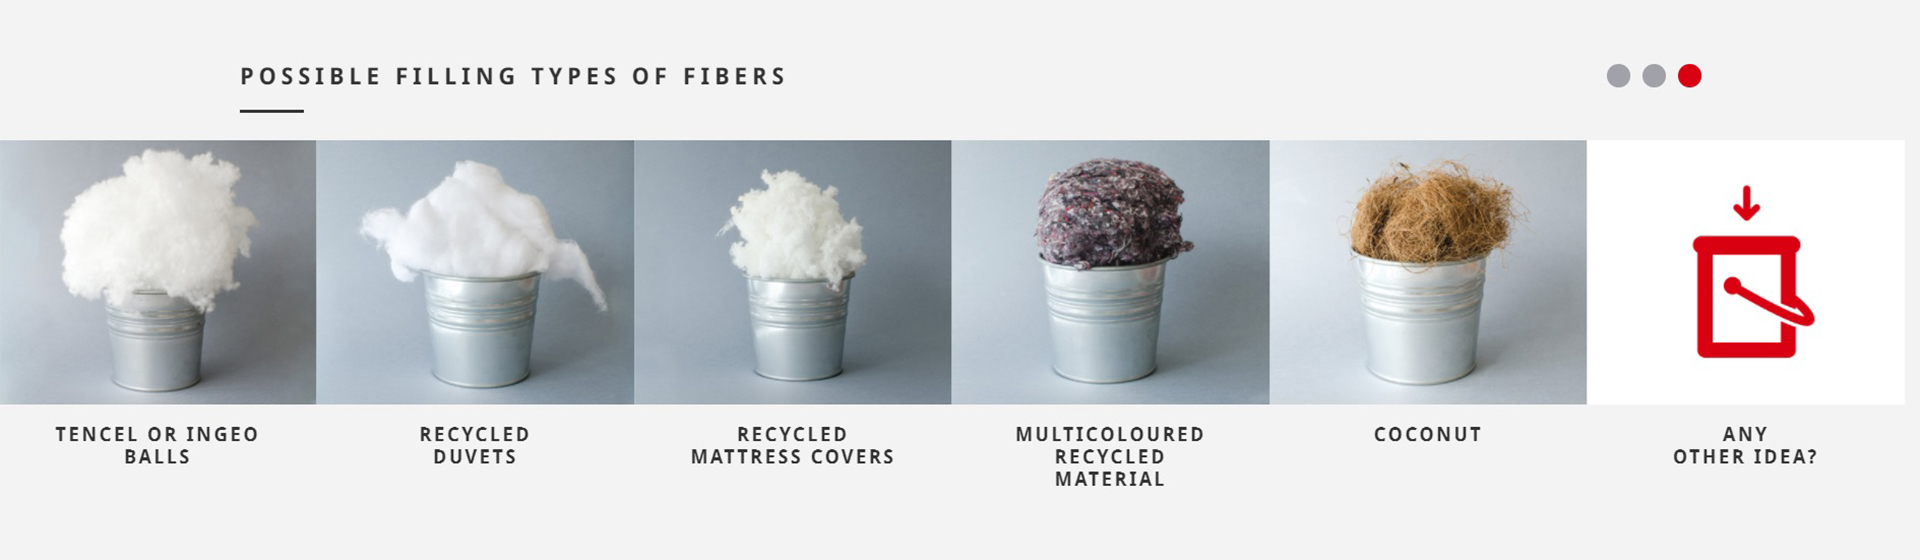 POSSIBLE FILLING TYPES OF FIBERS
TENCEL OR INGEO
BALLS
RECYCLED
DUVETS
RECYCLED
MATTRESS COVERS
MULTICOLOURED
RECYCLED
MATERIAL
COCONUT
ANY
OTHER IDEA?